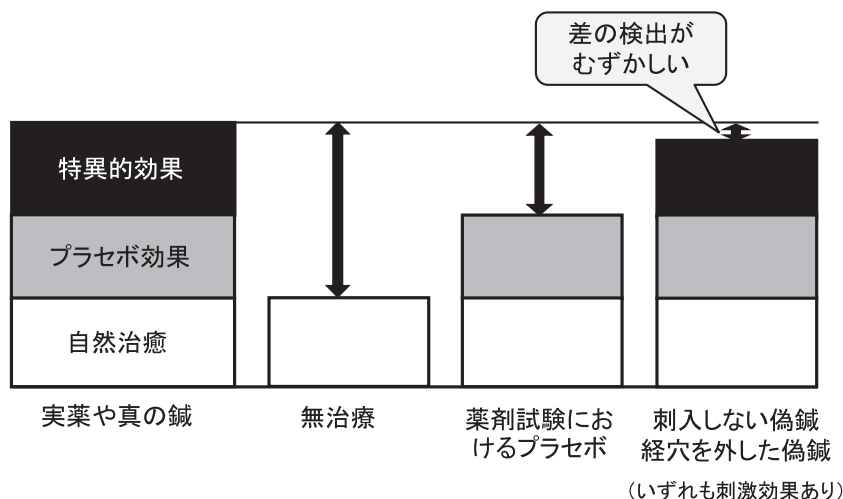 差の検出が
むずかしい
特異的効果
プラセボ効果
自然治癒
実薬や真の鍼
無治療
薬剤試験にお
けるプラセボ
刺入しない偽鍼
経穴を外した偽鍼
（いずれも刺激効果あり）